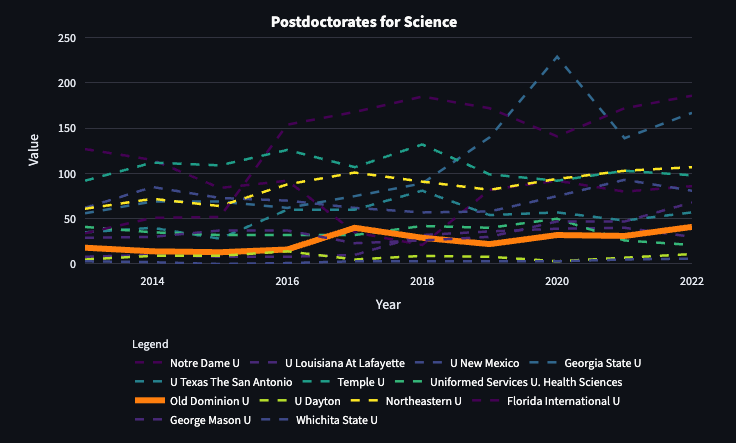 Postdoctorates for Science
250
200
150
100
50
0
Value
2014 2016 2018 2020 2022
Year
Legend
Notre Dame U U Louisiana At Lafayette U New Mexico Georgia State U
U Texas The San Antonio Temple U Uniformed Services U. Health Sciences
Old Dominion U U Dayton Northeastern U Florida International U
George Mason U Whichita State U